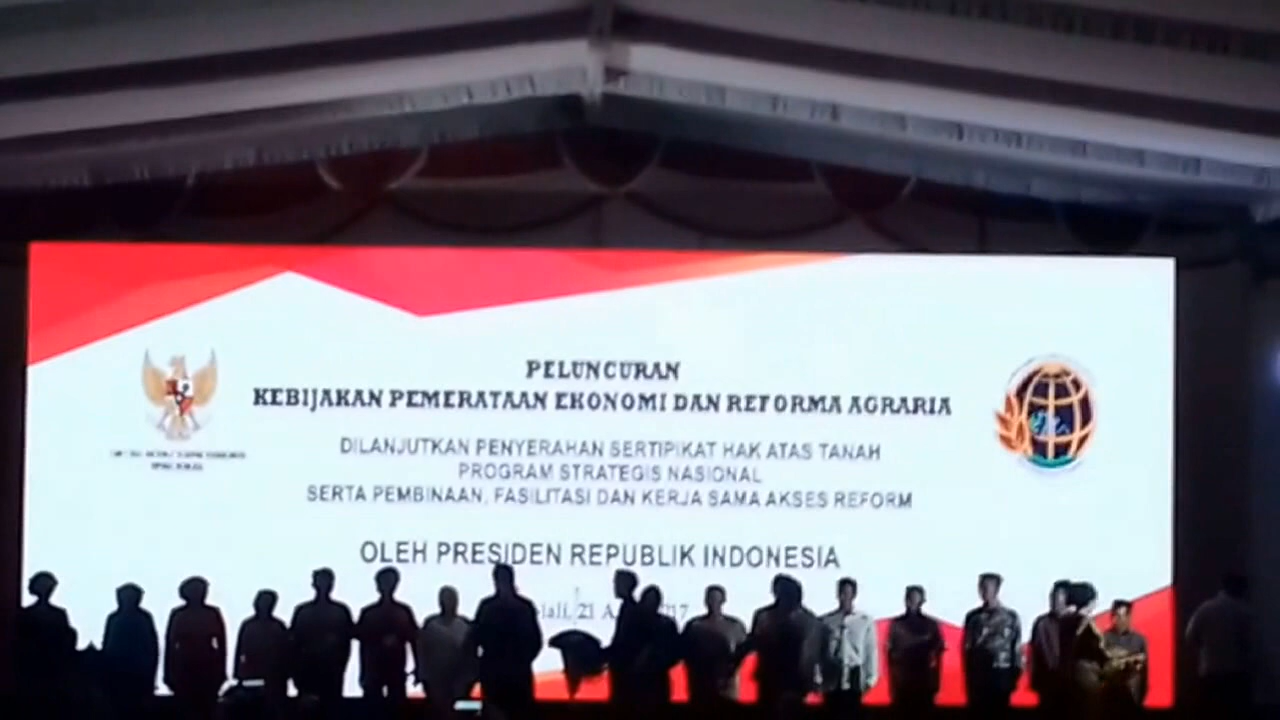 PELUNCURAN
KEBIJAKAN PEMERATAAN EKONOMI DAN REFORMA AGRARIA
DILANJUTKAN PENYERAHAN SERTIPIKAT HAK ATAS TANAH
PROGRAM STRATEGIS NASIONAL
SERTA PEMBINAAN, FASILITASI DAN KERJA SAMA AKSES REFORM
OLEH PRESIDEN REPUBLIK INDONESIA
21